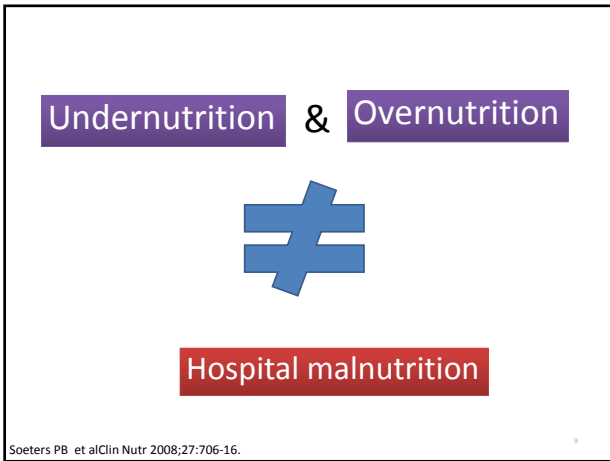 Undernutrition & Overnutrition
Hospital malnutrition
Soeters PB et alClin Nutr 2008;27:706-16.